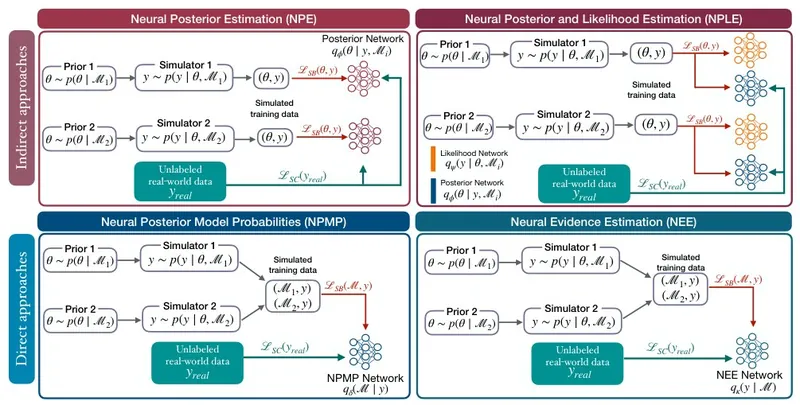 Indirect approaches
Neural Posterior Estimation (NPE)
Posterior Network
qϕ(θ | y, ℳi)
Prior 1
θ ∼ p(θ | ℳ1)
Simulator 1
y ∼ p(y | θ, ℳ1)
(θ, y)
ℒSB(θ, y)
Simulated
training data
Prior 2
θ ∼ p(θ | ℳ2)
Simulator 2
y ∼ p(y | θ, ℳ2)
(θ, y)
ℒSB(θ, y)
Unlabeled
real-world data
yreal
ℒSC(yreal)
Neural Posterior and Likelihood Estimation (NPLE)
Prior 1
θ ∼ p(θ | ℳ1)
Simulator 1
y ∼ p(y | θ, ℳ1)
(θ, y)
ℒSB(θ, y)
Simulated
training data
Prior 2
θ ∼ p(θ | ℳ2)
Simulator 2
y ∼ p(y | θ, ℳ2)
(θ, y)
ℒSB(θ, y)
Likelihood Network
qψ(y | θ, ℳi)
Posterior Network
qϕ(θ | y, ℳi)
Unlabeled
real-world data
yreal
ℒSC(yreal)
Direct approaches
Neural Posterior Model Probabilities (NPMP)
Prior 1
θ ∼ p(θ | ℳ1)
Simulator 1
y ∼ p(y | θ, ℳ1)
Simulated
training data
(ℳ1, y)
(ℳ2, y)
ℒSB(ℳ, y)
Prior 2
θ ∼ p(θ | ℳ2)
Simulator 2
y ∼ p(y | θ, ℳ2)
Unlabeled
real-world data
yreal
ℒSC(yreal)
NPMP Network
qδ(ℳ | y)
Neural Evidence Estimation (NEE)
Prior 1
θ ∼ p(θ | ℳ1)
Simulator 1
y ∼ p(y | θ, ℳ1)
Simulated
training data
(ℳ1, y)
(ℳ2, y)
ℒSB(ℳ, y)
Prior 2
θ ∼ p(θ | ℳ2)
Simulator 2
y ∼ p(y | θ, ℳ2)
Unlabeled
real-world data
yreal
ℒSC(yreal)
NEE Network
qκ(y | ℳ)